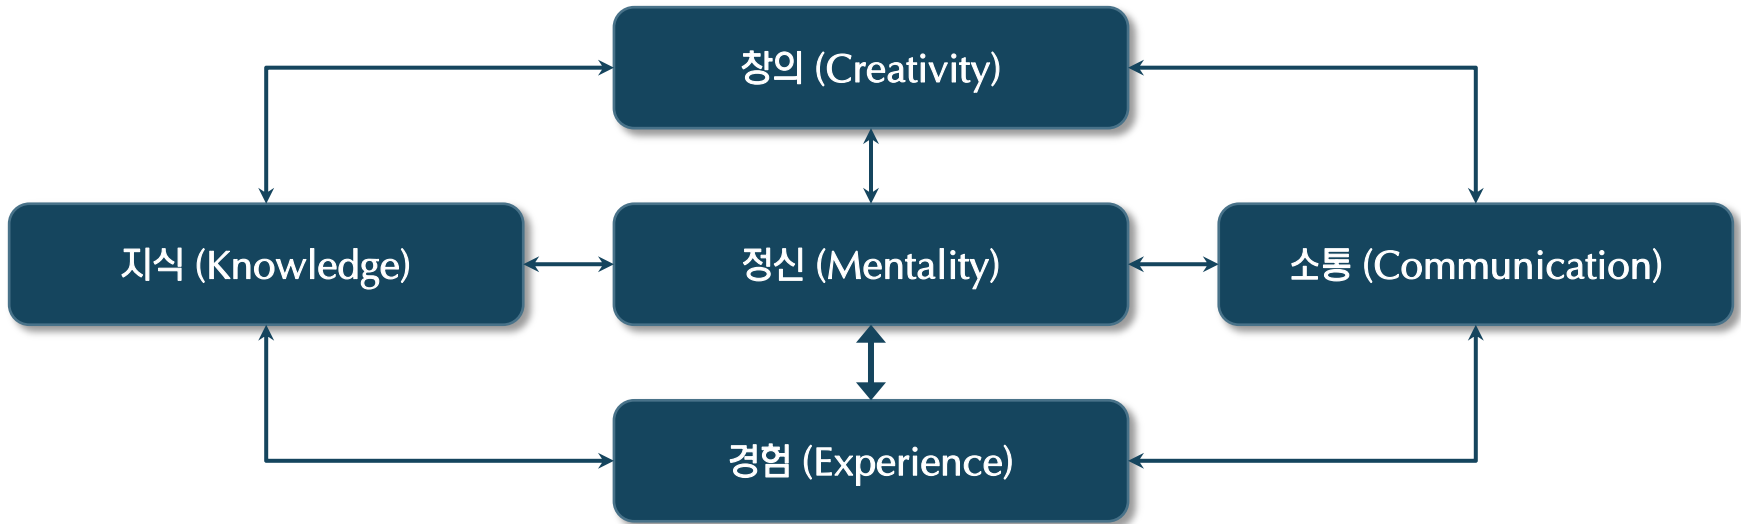 창의 (Creativity)
지식 (Knowledge)
정신 (Mentality)
소통 (Communication)
경험 (Experience)